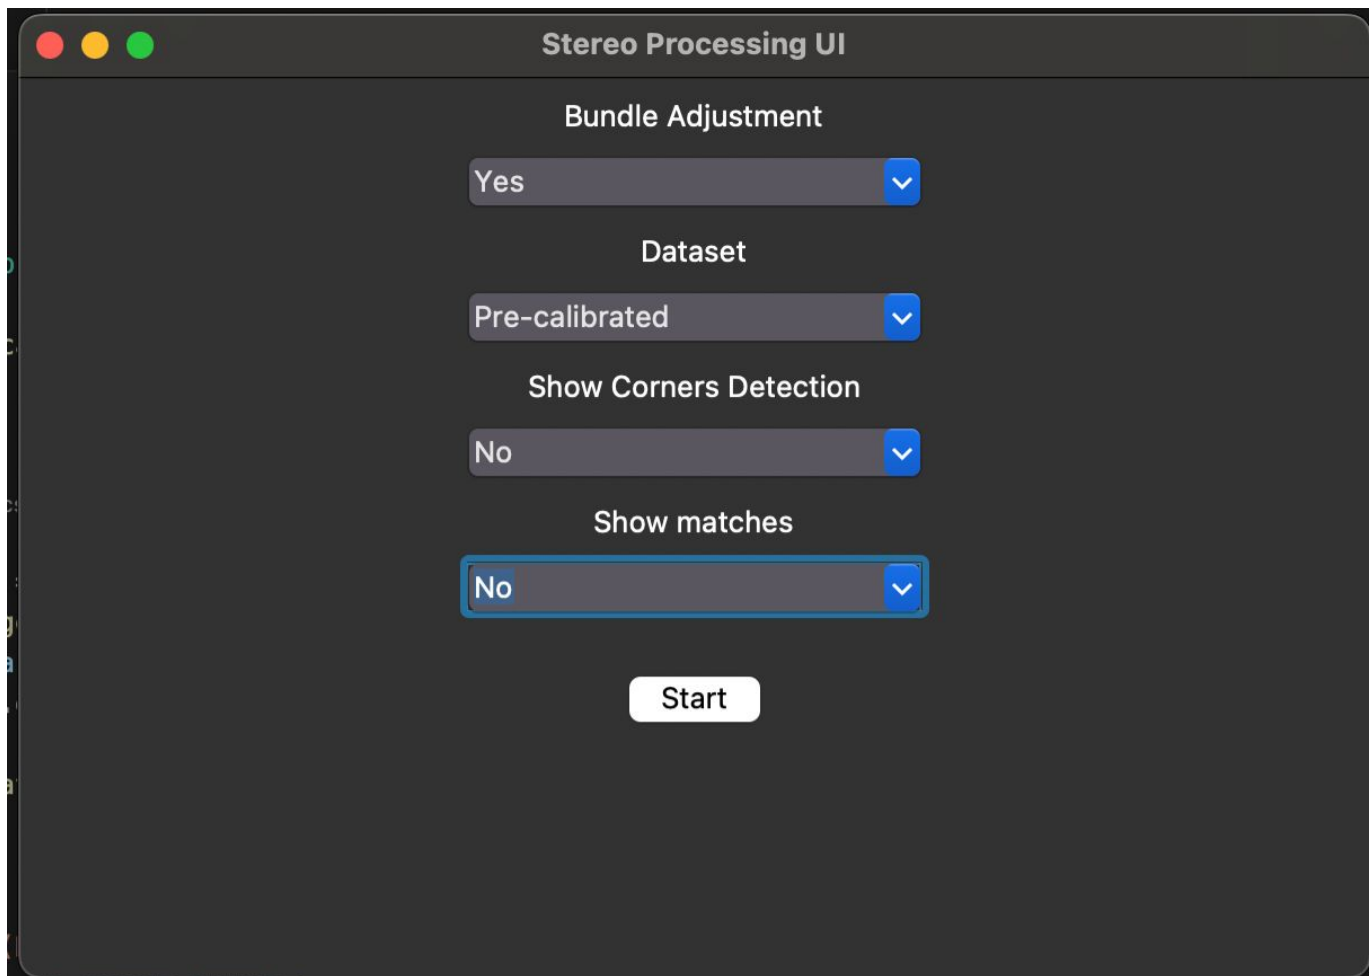 Stereo Processing UI
Bundle Adjustment
Yes
Dataset
Pre-calibrated
Show Corners Detection
No
Show matches
No
Start